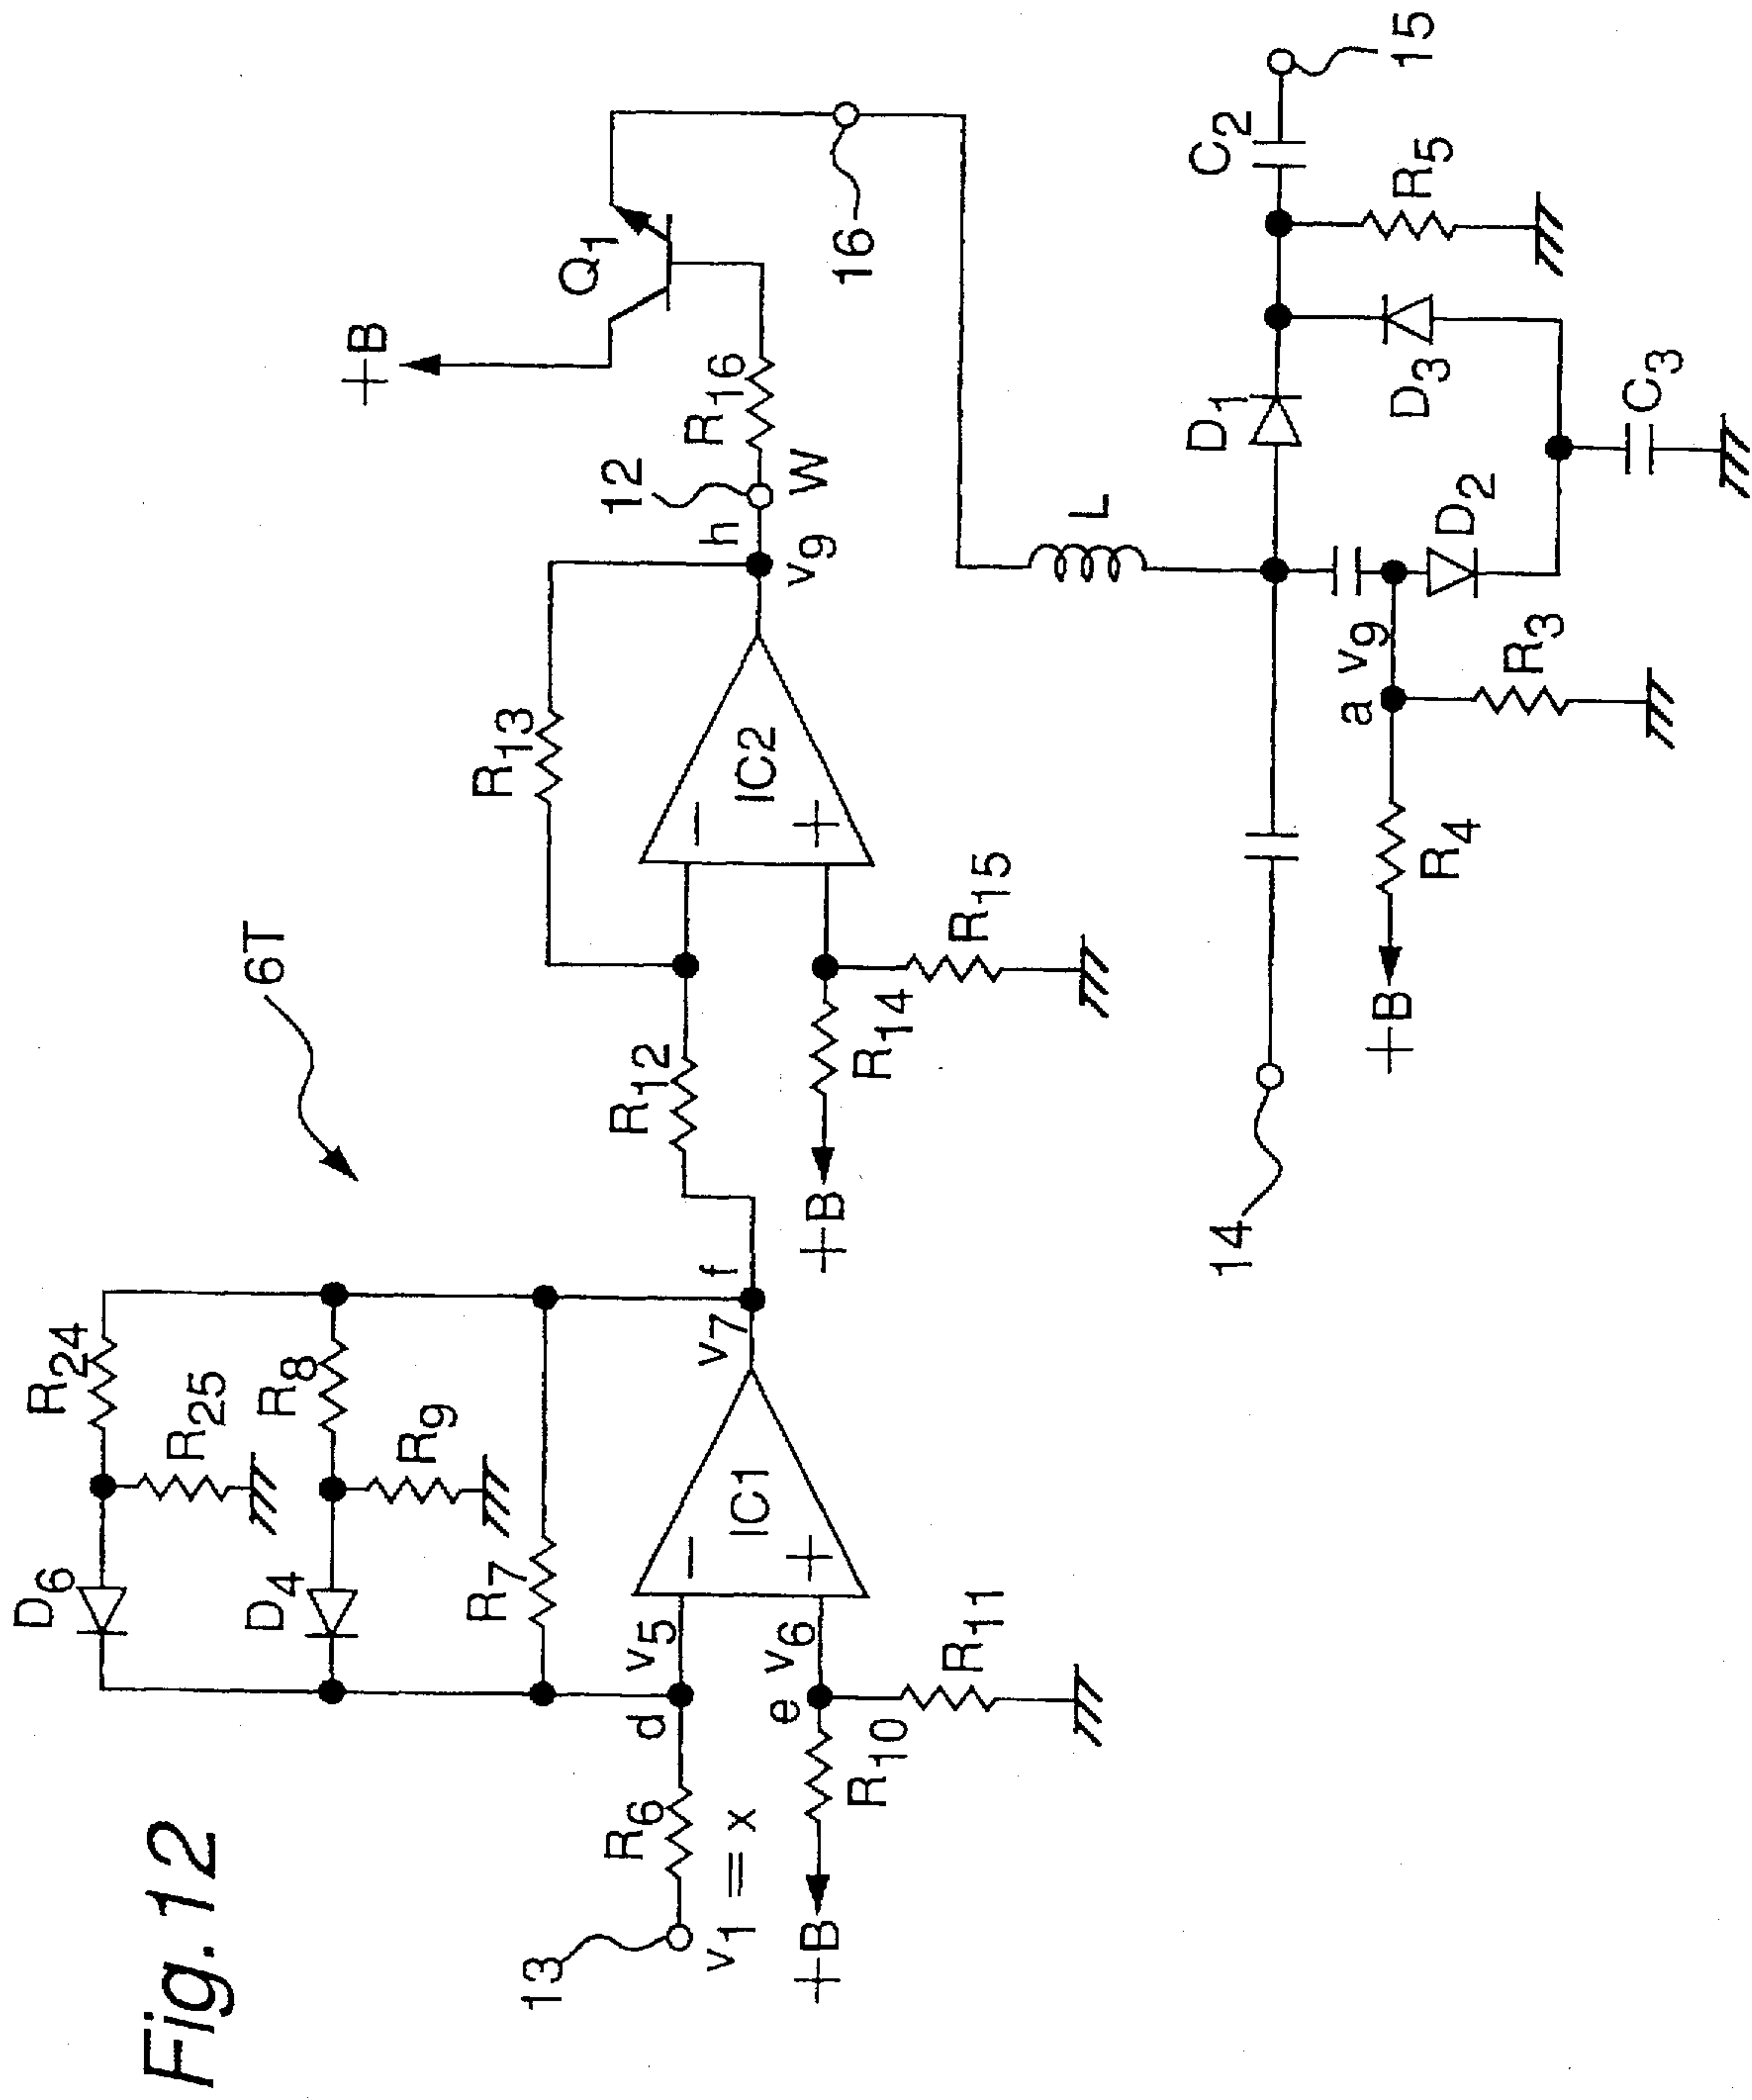 Fig. 12
6T
D6
R24
R25
D4
R8
R9
R7
13
R6
v1 = x
d
v5
IC1
−
+
v7
f
e
v6
+B
R10
R11
R12
R13
IC2
−
+
+B
R14
R15
h
v9
12
W
R16
Q1
+B
16
L
14
D1
C2
15
R5
D3
D2
C3
v9
a
R3
R4
+B